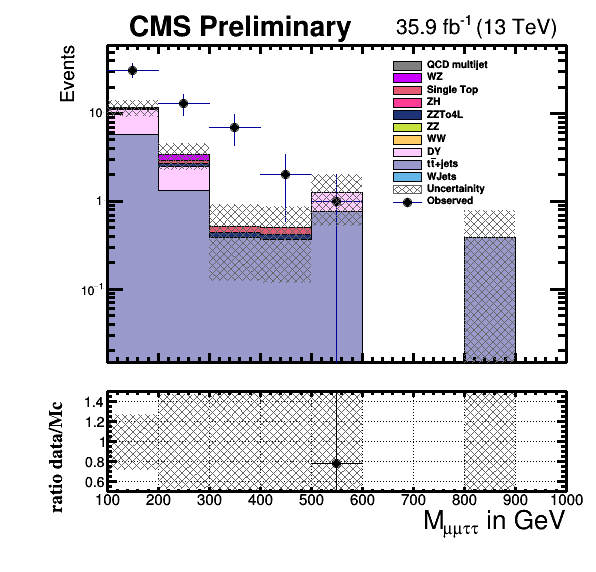 CMS Preliminary 35.9 fb⁻¹ (13 TeV)
Events
10
1
10⁻¹
QCD multijet
WZ
Single Top
ZH
ZZTo4L
ZZ
WW
DY
tt̄+jets
WJets
Uncertainity
Observed
ratio data/Mc
1.4
1.2
1
0.8
0.6
100 200 300 400 500 600 700 800 900 1000
M_μμττ in GeV